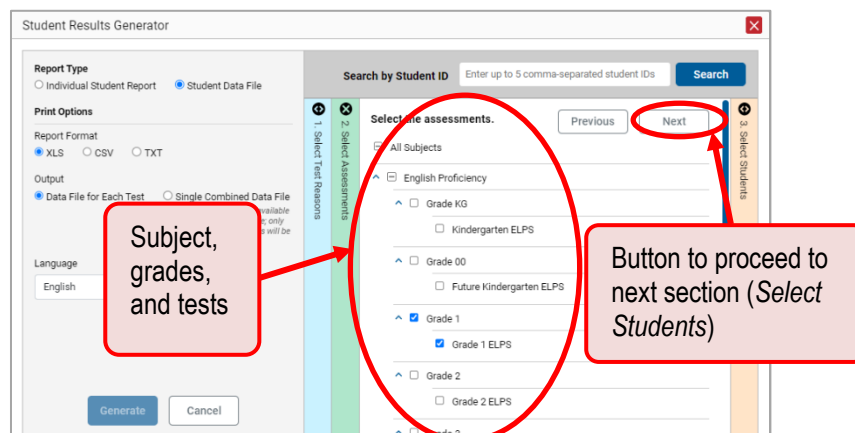 Student Results Generator
Report Type
Individual Student Report
Student Data File
Print Options
Report Format
XLS
CSV
TXT
Output
Data File for Each Test
Single Combined Data File
available
only
will be
Language
English
Generate
Cancel
Search by Student ID
Enter up to 5 comma-separated student IDs
Search
1. Select Test Reasons
2. Select Assessments
Select the assessments.
Previous
Next
All Subjects
English Proficiency
Grade KG
Kindergarten ELPS
Grade 00
Future Kindergarten ELPS
Grade 1
Grade 1 ELPS
Grade 2
Grade 2 ELPS
3. Select Students
Subject,
grades,
and tests
Button to proceed to
next section (Select
Students)